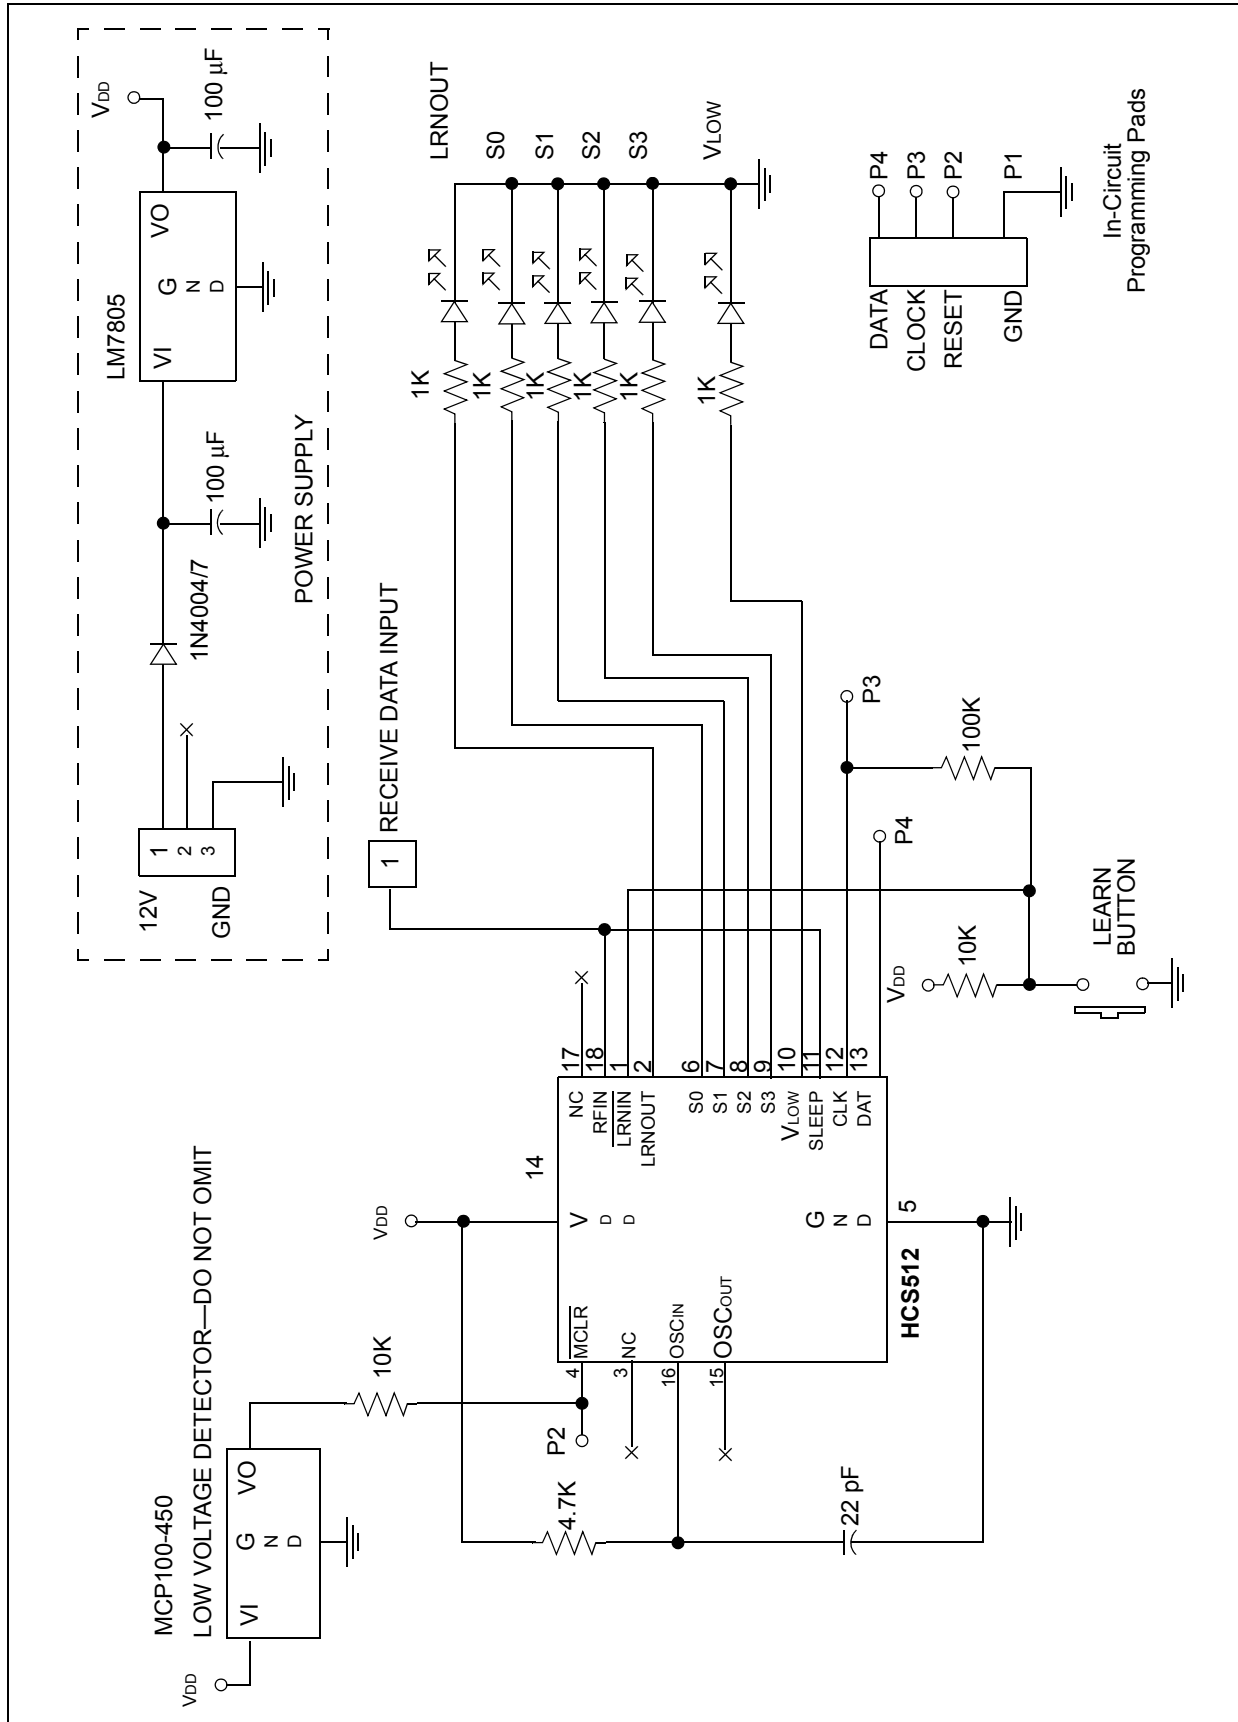 12V
GND
1
2
3
1N4004/7
100 µF
LM7805
VI
G
N
D
VO
VDD
100 µF
POWER SUPPLY
RECEIVE DATA INPUT
1
LRNOUT
S0
S1
S2
S3
VLOW
1K
1K
1K
1K
1K
1K
MCP100-450
LOW VOLTAGE DETECTOR—DO NOT OMIT
VDD
VI
G
N
D
VO
10K
P2
VDD
4.7K
22 pF
14
V
D
D
G
N
D
5
HCS512
4
3
16
15
MCLR
NC
OSCIN
OSCOUT
NC
RFIN
LRNIN
LRNOUT
S0
S1
S2
S3
VLOW
SLEEP
CLK
DAT
17
18
1
2
6
7
8
9
10
11
12
13
P3
P4
100K
VDD
10K
LEARN
BUTTON
DATA
CLOCK
RESET
GND
P4
P3
P2
P1
In-Circuit
Programming Pads